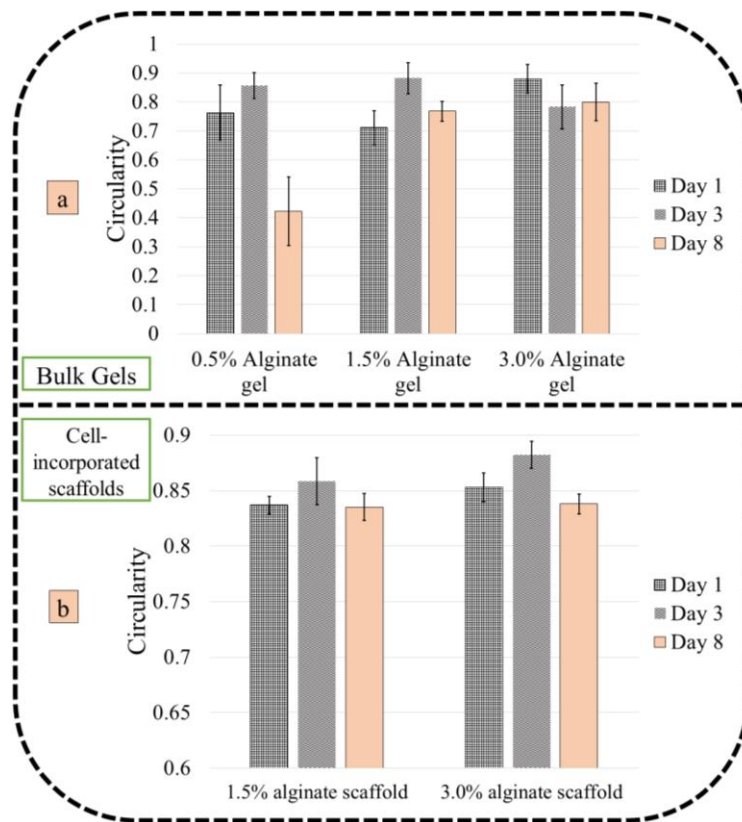 1
0.9
0.8
0.7
0.6
0.5
0.4
0.3
0.2
0.1
0
Circularity
a
Day 1
Day 3
Day 8
0.5% Alginate
gel
1.5% Alginate
gel
3.0% Alginate
gel
Bulk Gels
Cell-
incorporated
scaffolds
0.9
0.85
0.8
0.75
0.7
0.65
0.6
Circularity
b
Day 1
Day 3
Day 8
1.5% alginate scaffold
3.0% alginate scaffold